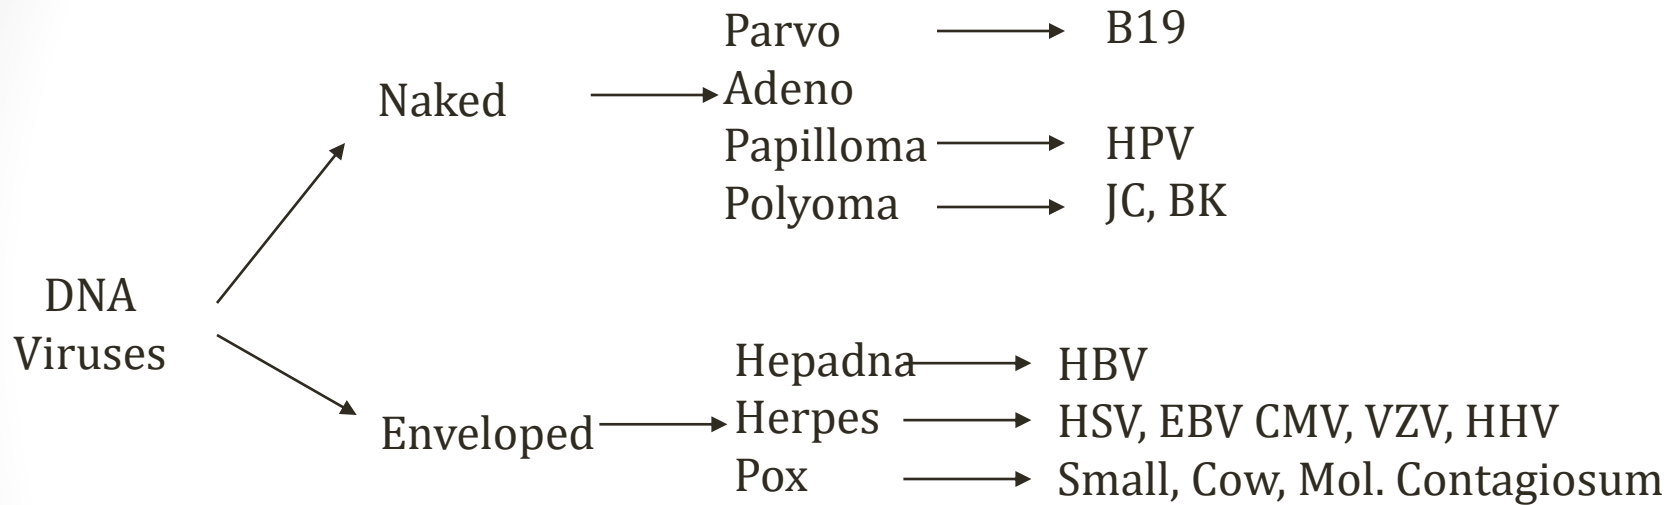 Parvo B19
Naked Adeno
Papilloma HPV
Polyoma JC, BK
DNA
Viruses
Hepadna HBV
Enveloped Herpes HSV, EBV CMV, VZV, HHV
Pox Small, Cow, Mol. Contagiosum